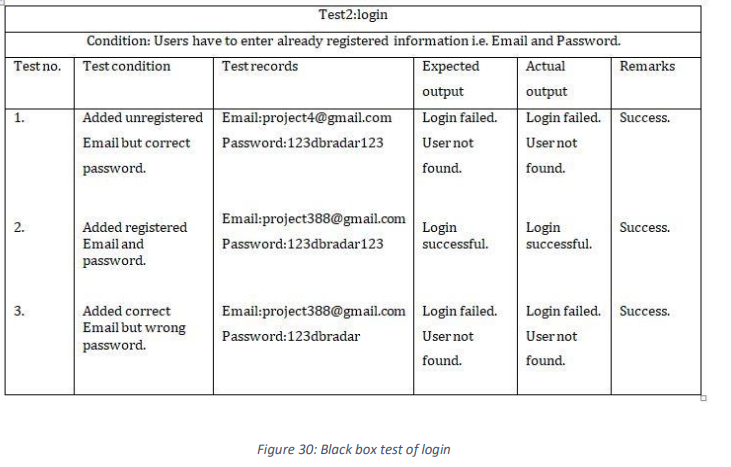 Test2:login
Condition: Users have to enter already registered information i.e. Email and Password.
Test no. Test condition Test records Expected output Actual output Remarks
1. Added unregistered Email but correct password. Email:project4@gmail.com Password:123dbradar123 Login failed. User not found. Login failed. User not found. Success.
2. Added registered Email and password. Email:project388@gmail.com Password:123dbradar123 Login successful. Login successful. Success.
3. Added correct Email but wrong password. Email:project388@gmail.com Password:123dbradar Login failed. User not found. Login failed. User not found. Success.
Figure 30: Black box test of login